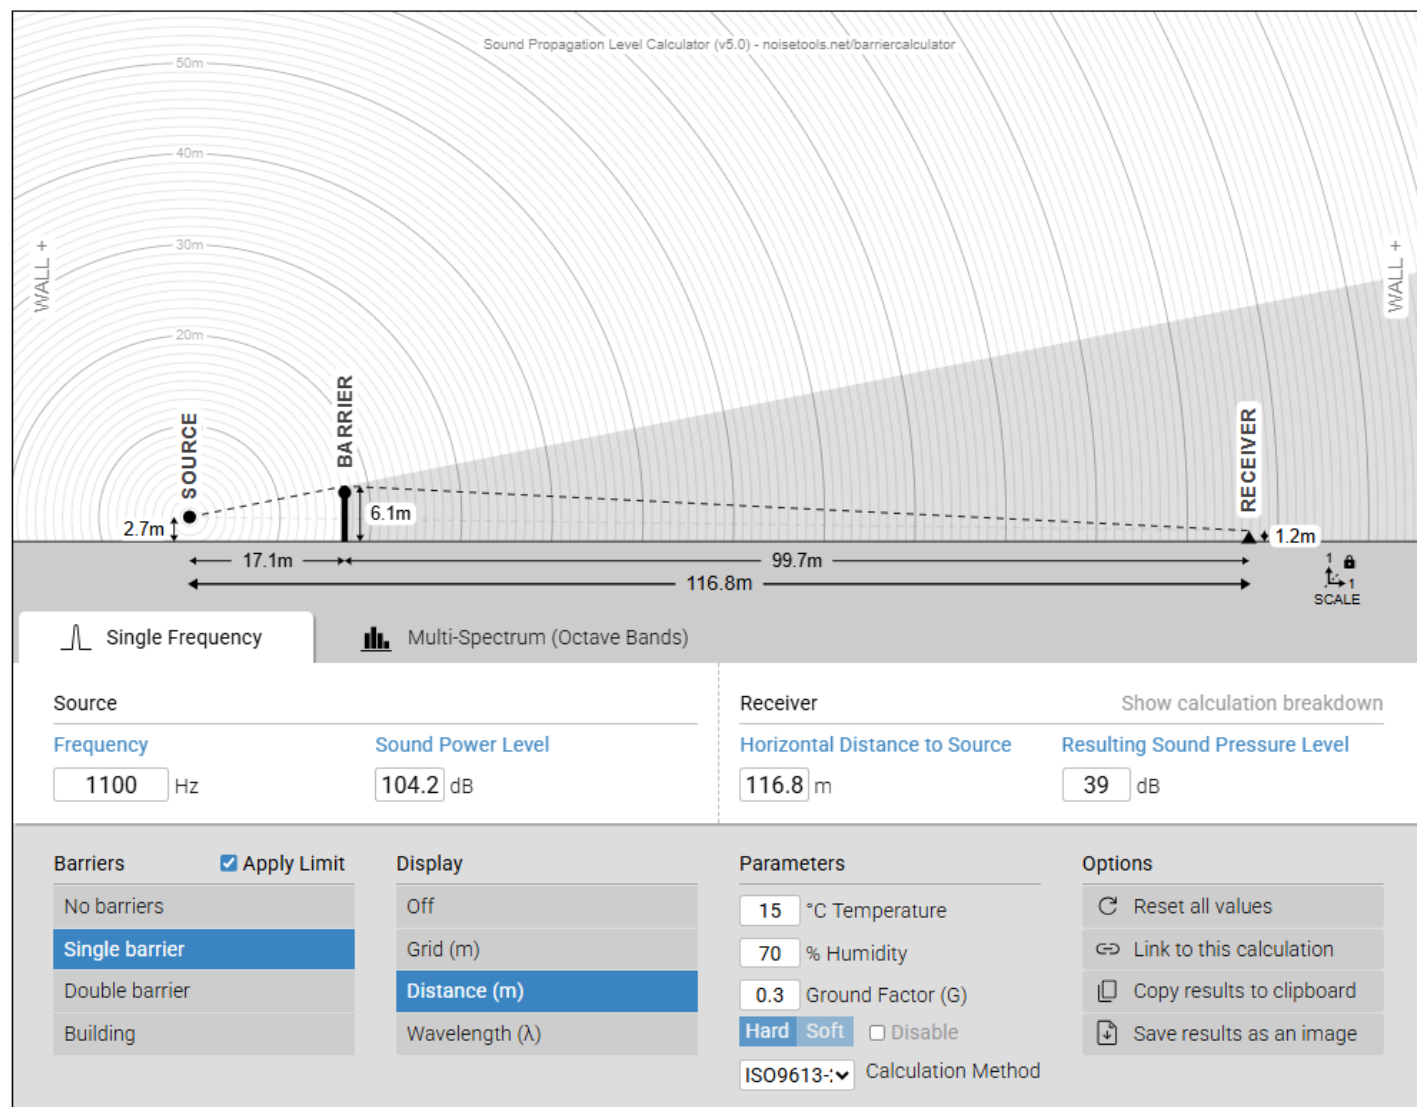 Sound Propagation Level Calculator (v5.0) - noisetools.net/barriercalculator
50m
40m
30m
20m
WALL +
WALL +
SOURCE
BARRIER
RECEIVER
2.7m
6.1m
1.2m
17.1m
99.7m
116.8m
1
1
SCALE
Single Frequency
Multi-Spectrum (Octave Bands)
Source
Receiver
Show calculation breakdown
Frequency
Sound Power Level
Horizontal Distance to Source
Resulting Sound Pressure Level
1100 Hz
104.2 dB
116.8 m
39 dB
Barriers
Apply Limit
Display
Parameters
Options
No barriers
Single barrier
Double barrier
Building
Off
Grid (m)
Distance (m)
Wavelength (λ)
15 °C Temperature
70 % Humidity
0.3 Ground Factor (G)
Hard Soft Disable
ISO9613-: Calculation Method
Reset all values
Link to this calculation
Copy results to clipboard
Save results as an image